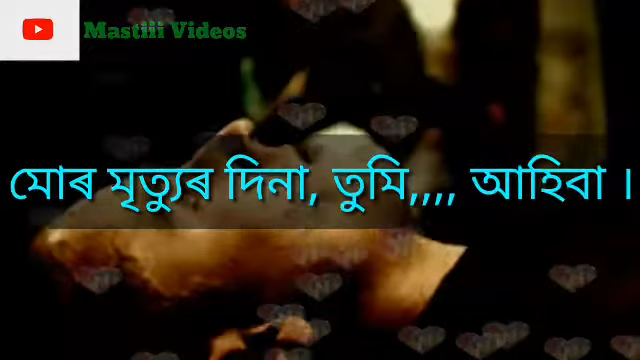 Mastiii Videos
মোৰ মৃত্যুৰ দিনা, তুমি,,,, আহিবা ।